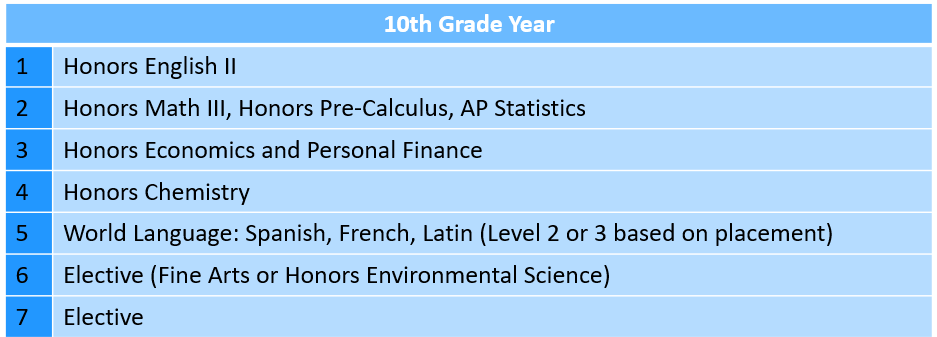 10th Grade Year
1 Honors English II
2 Honors Math III, Honors Pre-Calculus, AP Statistics
3 Honors Economics and Personal Finance
4 Honors Chemistry
5 World Language: Spanish, French, Latin (Level 2 or 3 based on placement)
6 Elective (Fine Arts or Honors Environmental Science)
7 Elective